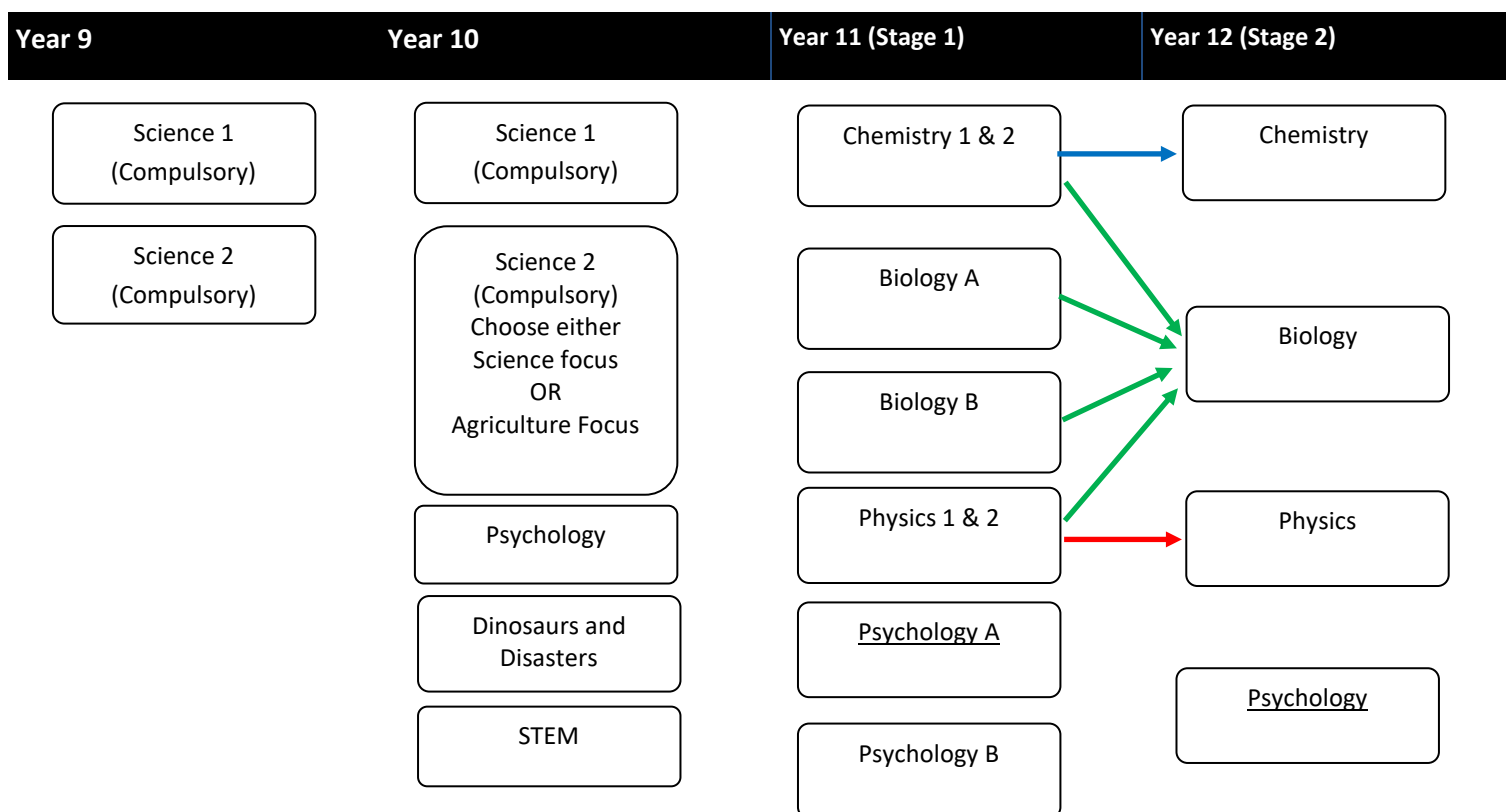 Year 9
Year 10
Year 11 (Stage 1)
Year 12 (Stage 2)
Science 1
(Compulsory)
Science 2
(Compulsory)
Science 1
(Compulsory)
Science 2
(Compulsory)
Choose either
Science focus
OR
Agriculture Focus
Psychology
Dinosaurs and
Disasters
STEM
Chemistry 1 & 2
Biology A
Biology B
Physics 1 & 2
Psychology A
Psychology B
Chemistry
Biology
Physics
Psychology